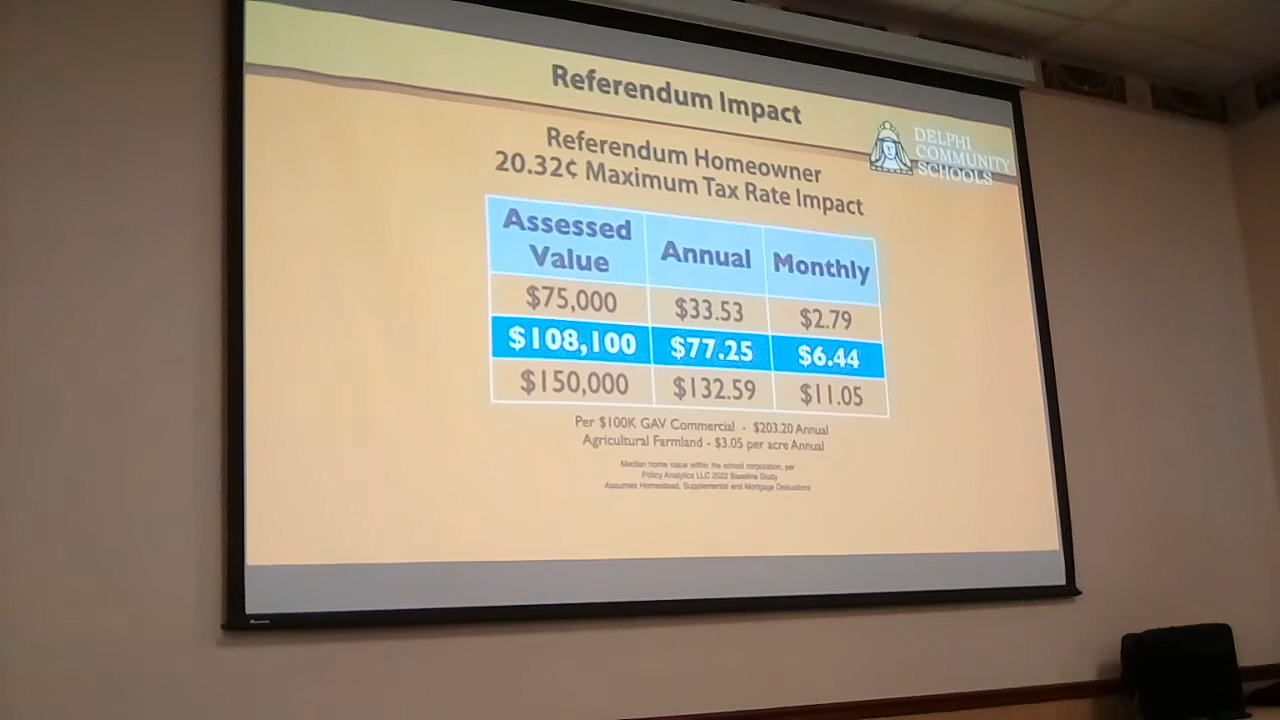 Referendum Impact
DELPHI
COMMUNITY
SCHOOLS
Referendum Homeowner
20.32¢ Maximum Tax Rate Impact
Assessed Value Annual Monthly
$75,000 $33.53 $2.79
$108,100 $77.25 $6.44
$150,000 $132.59 $11.05
Per $100K GAV Commercial - $203.20 Annual
Agricultural Farmland - $3.05 per acre Annual
Median home value within the school corporation, per
Policy Analytics LLC 2022 Baseline Study
Assumes Homestead, Supplemental and Mortgage Deductions